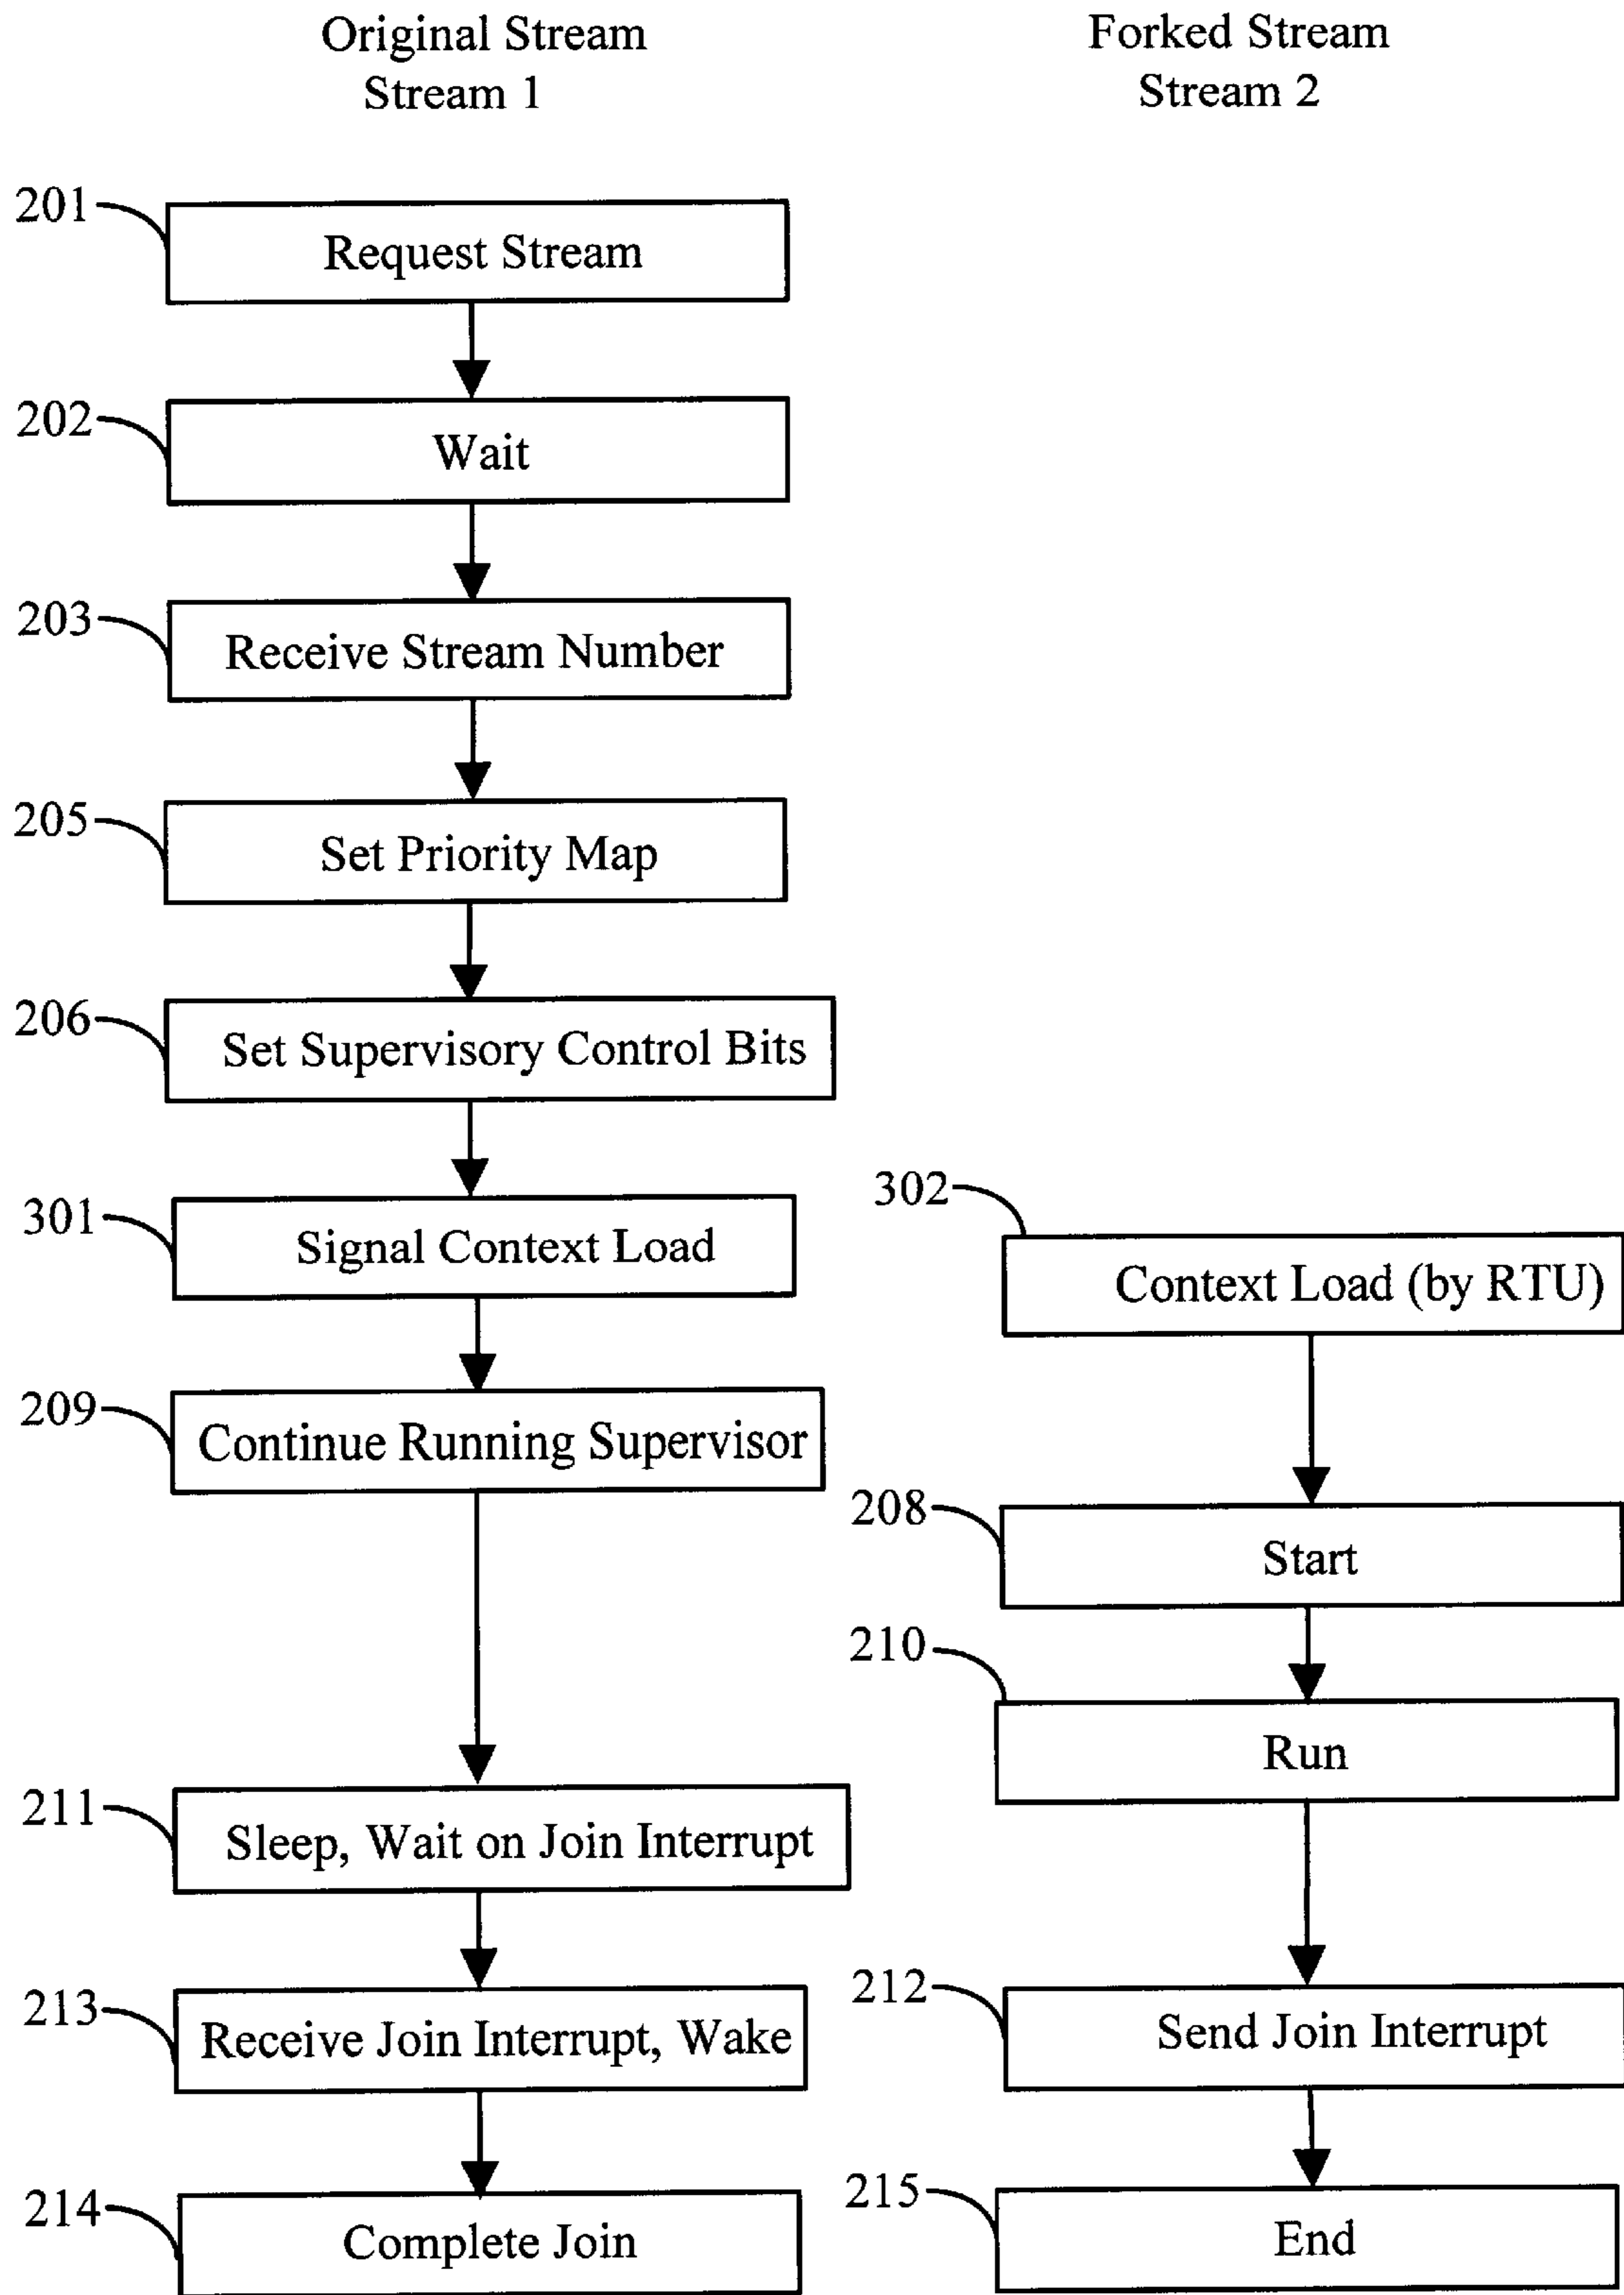 Original Stream
Stream 1
Forked Stream
Stream 2
201
Request Stream
202
Wait
203
Receive Stream Number
205
Set Priority Map
206
Set Supervisory Control Bits
301
Signal Context Load
302
Context Load (by RTU)
209
Continue Running Supervisor
208
Start
210
Run
211
Sleep, Wait on Join Interrupt
213
Receive Join Interrupt, Wake
212
Send Join Interrupt
214
Complete Join
215
End